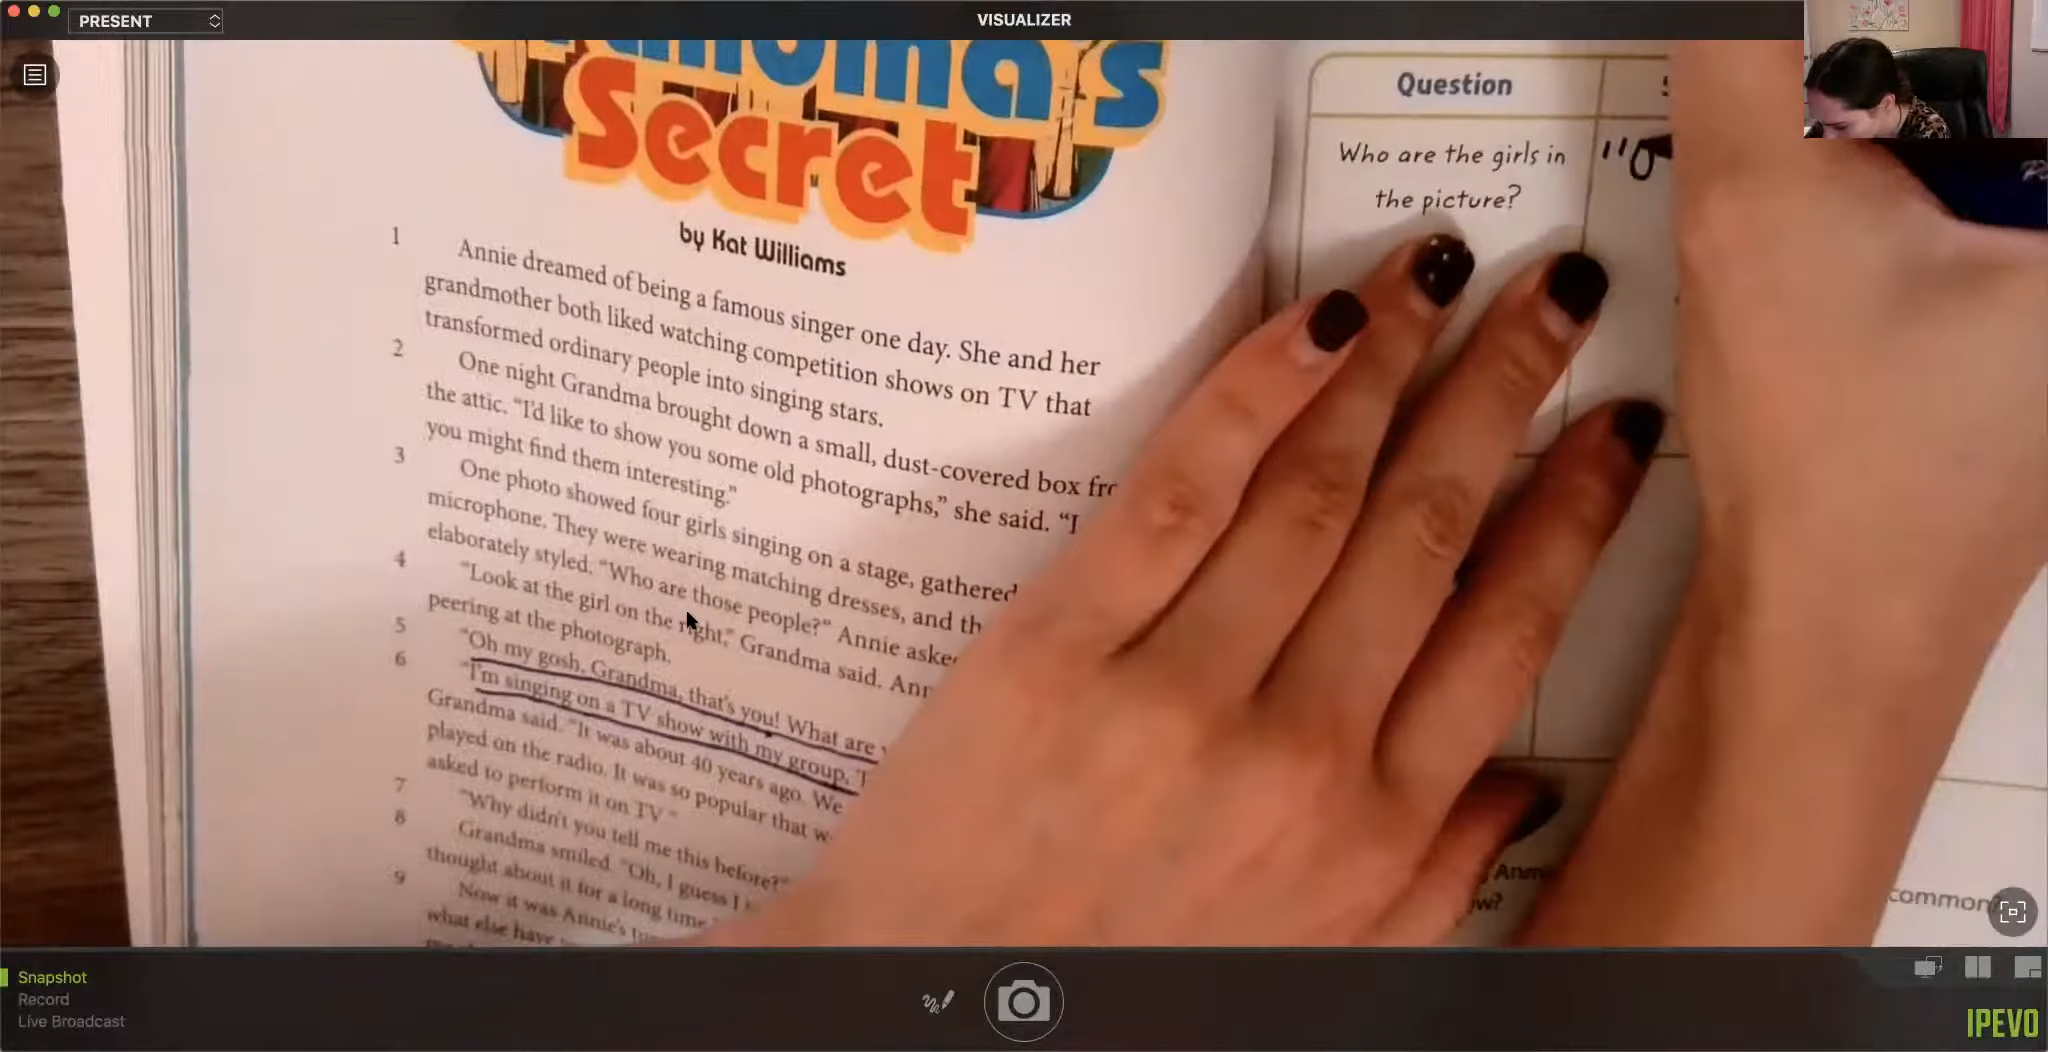 PRESENT
VISUALIZER
Secret
by Kat Williams
1 Annie dreamed of being a famous singer one day. She and her
grandmother both liked watching competition shows on TV that
transformed ordinary people into singing stars.
2 One night Grandma brought down a small, dust-covered box
the attic. “I’d like to show you some old photographs,” she said. “I
you might find them interesting.”
3 One photo showed four girls singing on a stage, gathered
microphone. They were wearing matching dresses, and
elaborately styled. “Who are those people?” Annie
4 “Look at the girl on the right,” Grandma said.
peering at the photograph.
5 “Oh my gosh, Grandma, that’s you! What are
6 “I’m singing on a TV show with my group,
Grandma said. “It was about 40 years ago. We
played on the radio. It was so popular that
asked to perform it on TV.”
7 “Why didn’t you tell me this before?”
8 Grandma smiled. “Oh, I guess I
thought about it for a long time.
9 Now it was Annie’s
what else have
Question
Who are the girls in
the picture?
common?
Snapshot
Record
Live Broadcast
IPEVO